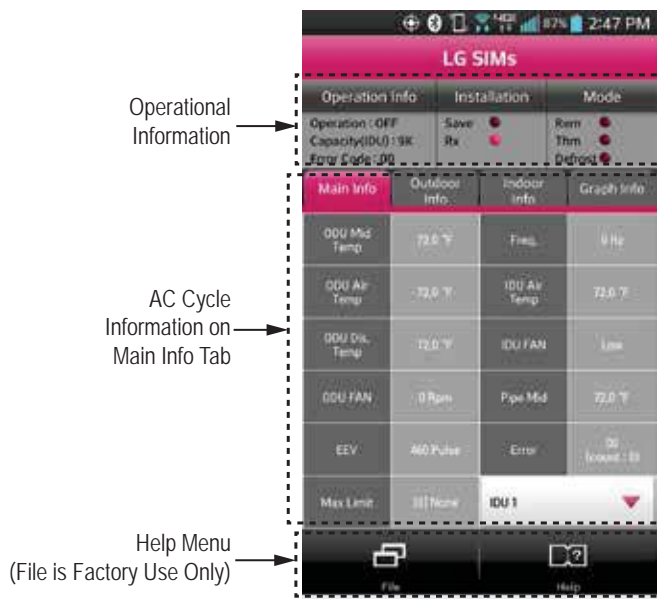 87% 2:47 PM
LG SIMs
Operational
Information
Operation Info Installation Mode
Operation : OFF Save Rem
Capacity(IDU) : 9K Rx Thm
Error Code : 00 Defrost
Main Info Outdoor Info Indoor Info Graph Info
AC Cycle
Information on
Main Info Tab
ODU Mid Temp 72.0 °F Freq. 0 Hz
ODU Air Temp 72.0 °F IDU Air Temp 72.0 °F
ODU Dis. Temp 72.0 °F IDU FAN Low
ODU FAN 0 Rpm Pipe Mid 72.0 °F
EEV 460 Pulse Error 00
Max Limit None IDU 1
Help Menu
(File is Factory Use Only)
File Help